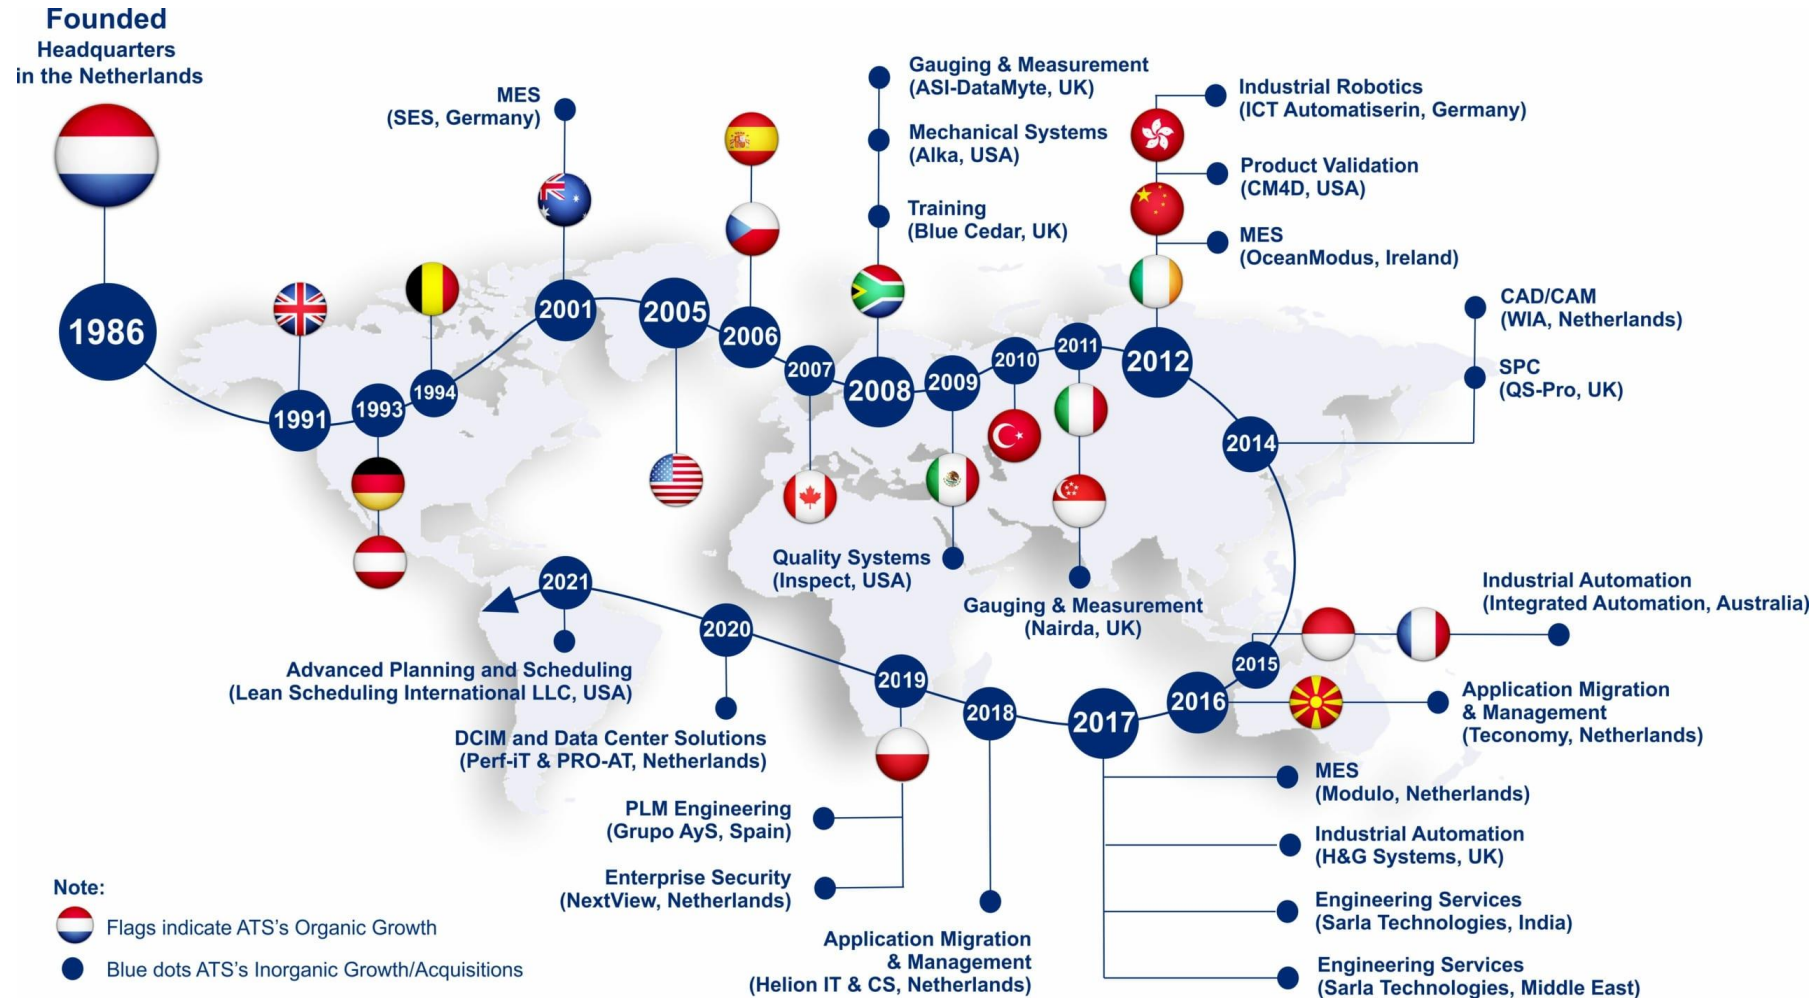 Founded
Headquarters
in the Netherlands
1986
1991
1993
1994
MES
(SES, Germany)
2001
2005
2006
2007
Gauging & Measurement
(ASI-DataMyte, UK)
Mechanical Systems
(Alka, USA)
Training
(Blue Cedar, UK)
2008
2009
Quality Systems
(Inspect, USA)
2010
2011
Gauging & Measurement
(Nairda, UK)
Industrial Robotics
(ICT Automatiserin, Germany)
Product Validation
(CM4D, USA)
MES
(OceanModus, Ireland)
2012
CAD/CAM
(WIA, Netherlands)
SPC
(QS-Pro, UK)
2014
Industrial Automation
(Integrated Automation, Australia)
2015
2016
Application Migration
& Management
(Teconomy, Netherlands)
2017
MES
(Modulo, Netherlands)
Industrial Automation
(H&G Systems, UK)
Engineering Services
(Sarla Technologies, India)
Engineering Services
(Sarla Technologies, Middle East)
2018
Application Migration
& Management
(Helion IT & CS, Netherlands)
2019
PLM Engineering
(Grupo AyS, Spain)
Enterprise Security
(NextView, Netherlands)
2020
DCIM and Data Center Solutions
(Perf-iT & PRO-AT, Netherlands)
2021
Advanced Planning and Scheduling
(Lean Scheduling International LLC, USA)
Note:
Flags indicate ATS's Organic Growth
Blue dots ATS's Inorganic Growth/Acquisitions